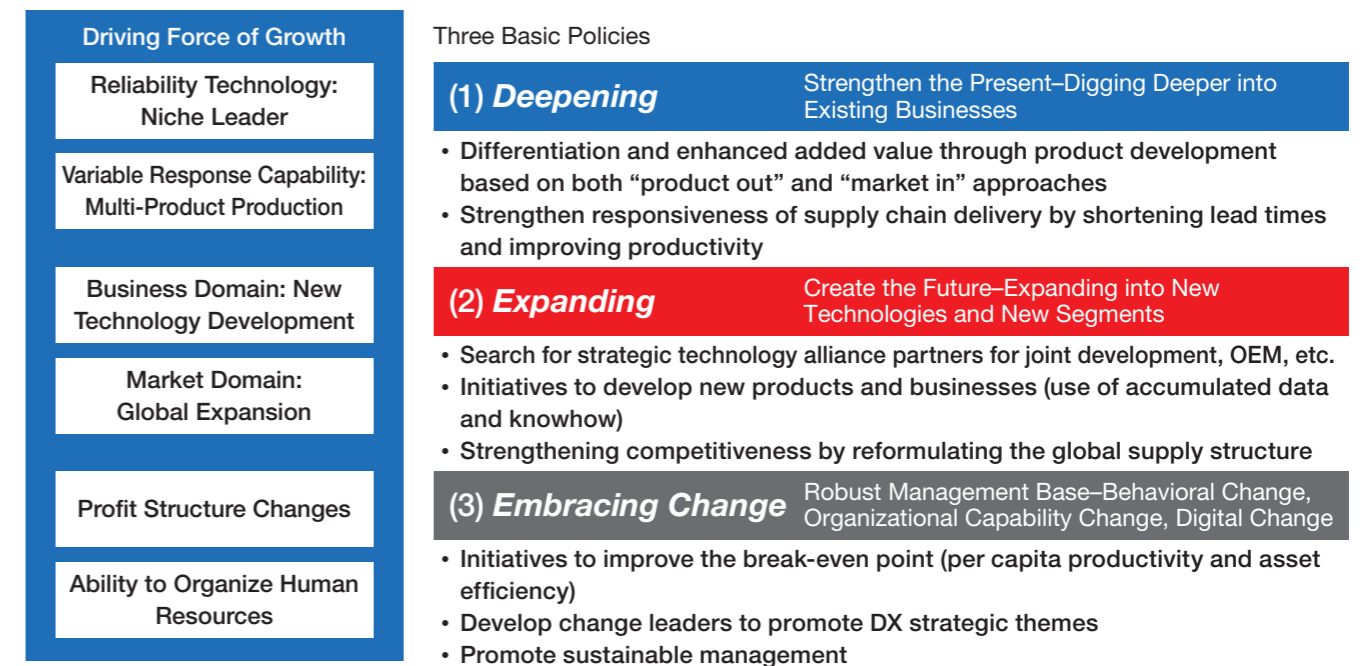 Driving Force of Growth
Reliability Technology:
Niche Leader
Variable Response Capability:
Multi-Product Production
Business Domain: New
Technology Development
Market Domain:
Global Expansion
Profit Structure Changes
Ability to Organize Human
Resources
Three Basic Policies
(1) Deepening
Strengthen the Present–Digging Deeper into
Existing Businesses
• Differentiation and enhanced added value through product development
based on both “product out” and “market in” approaches
• Strengthen responsiveness of supply chain delivery by shortening lead times
and improving productivity
(2) Expanding
Create the Future–Expanding into New
Technologies and New Segments
• Search for strategic technology alliance partners for joint development, OEM, etc.
• Initiatives to develop new products and businesses (use of accumulated data
and knowhow)
• Strengthening competitiveness by reformulating the global supply structure
(3) Embracing Change
Robust Management Base–Behavioral Change,
Organizational Capability Change, Digital Change
• Initiatives to improve the break-even point (per capita productivity and asset
efficiency)
• Develop change leaders to promote DX strategic themes
• Promote sustainable management